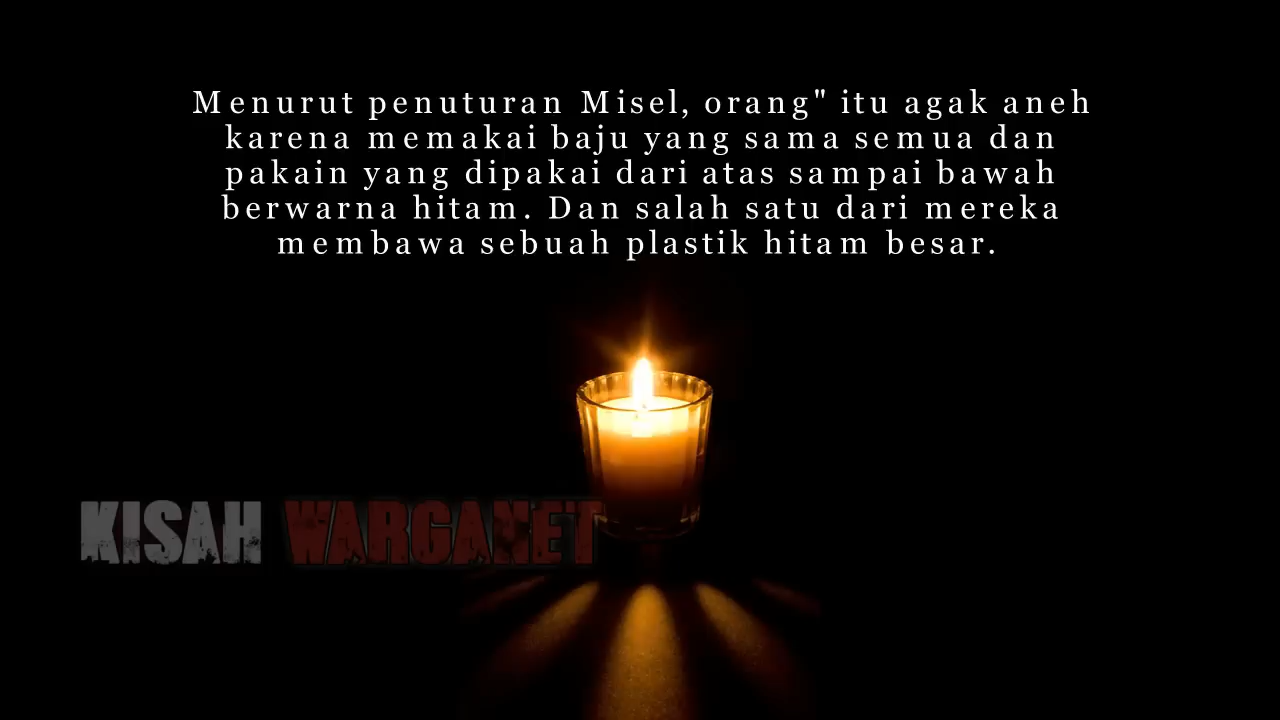 Menurut penuturan Misel, orang" itu agak aneh
karena memakai baju yang sama semua dan
pakain yang dipakai dari atas sampai bawah
berwarna hitam. Dan salah satu dari mereka
membawa sebuah plastik hitam besar.
KISAH WARGANET